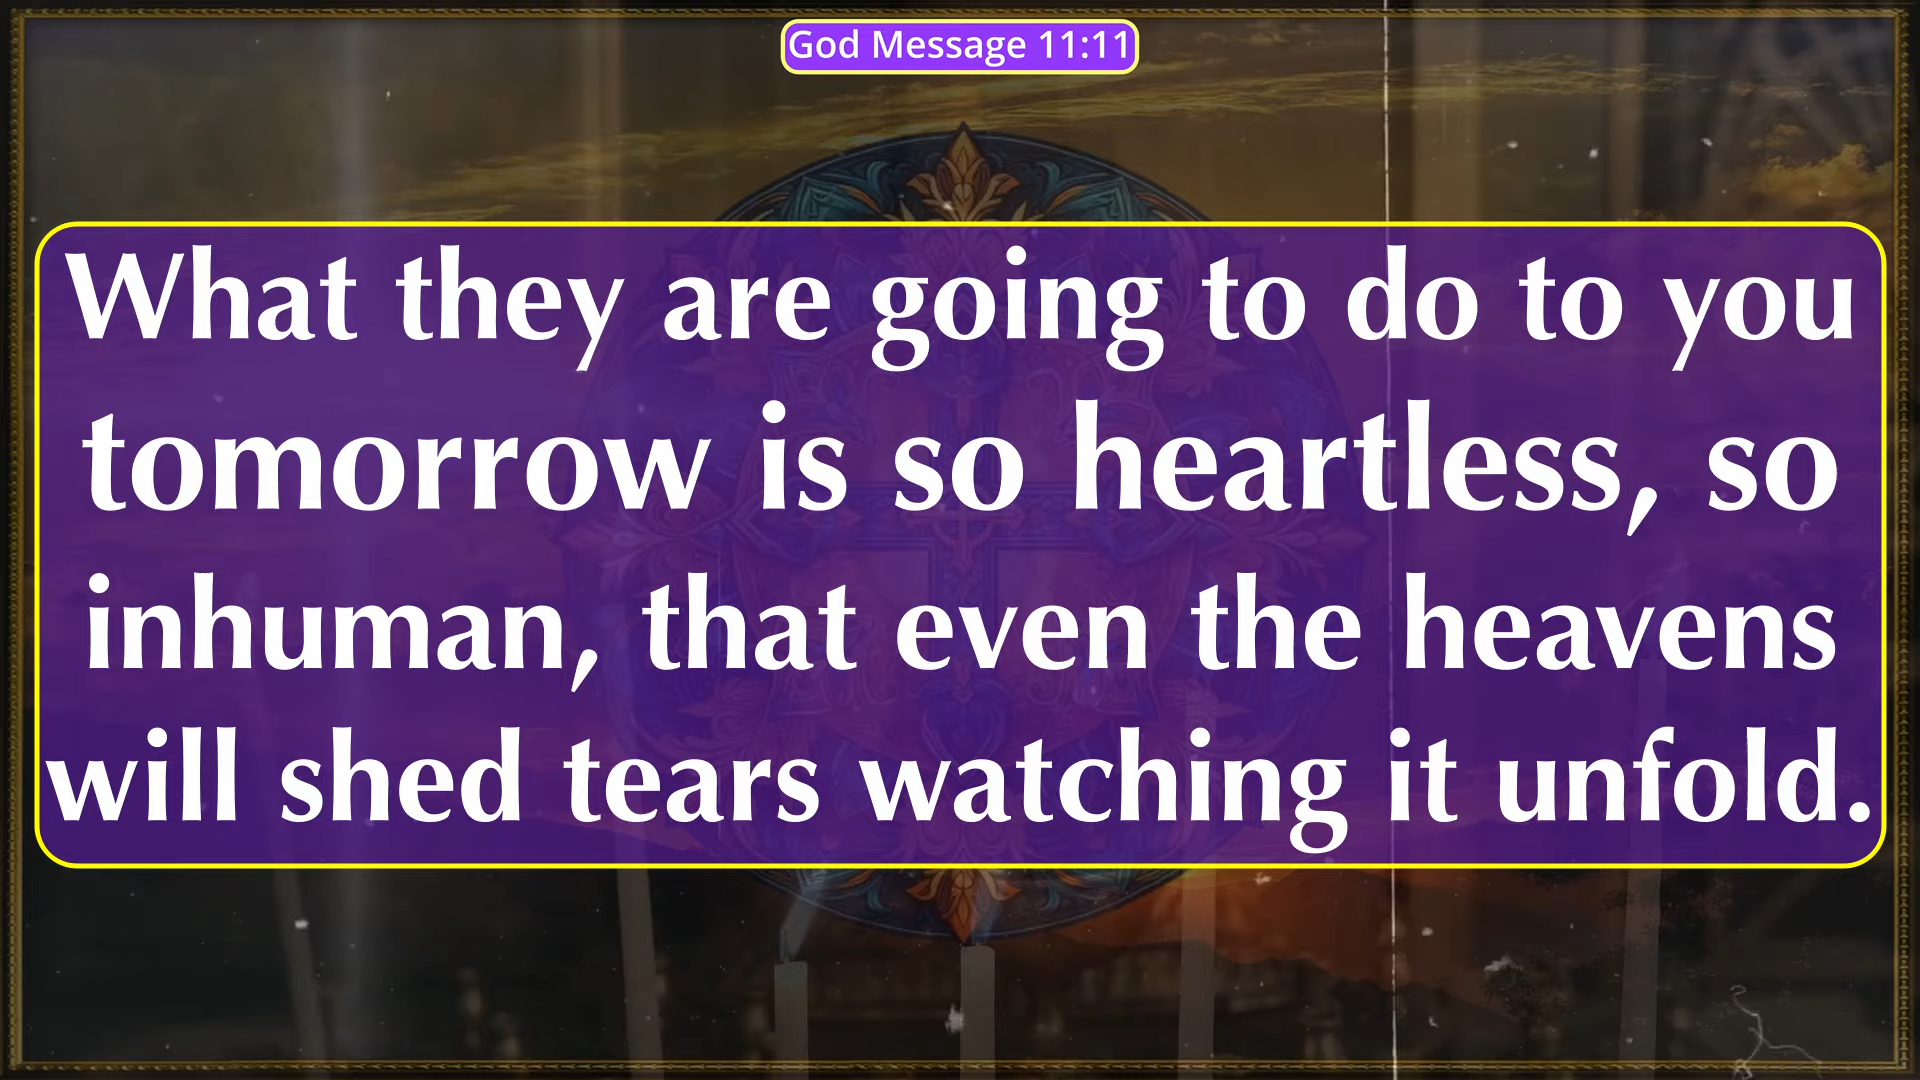 God Message 11:11
What they are going to do to you
tomorrow is so heartless, so
inhuman, that even the heavens
will shed tears watching it unfold.